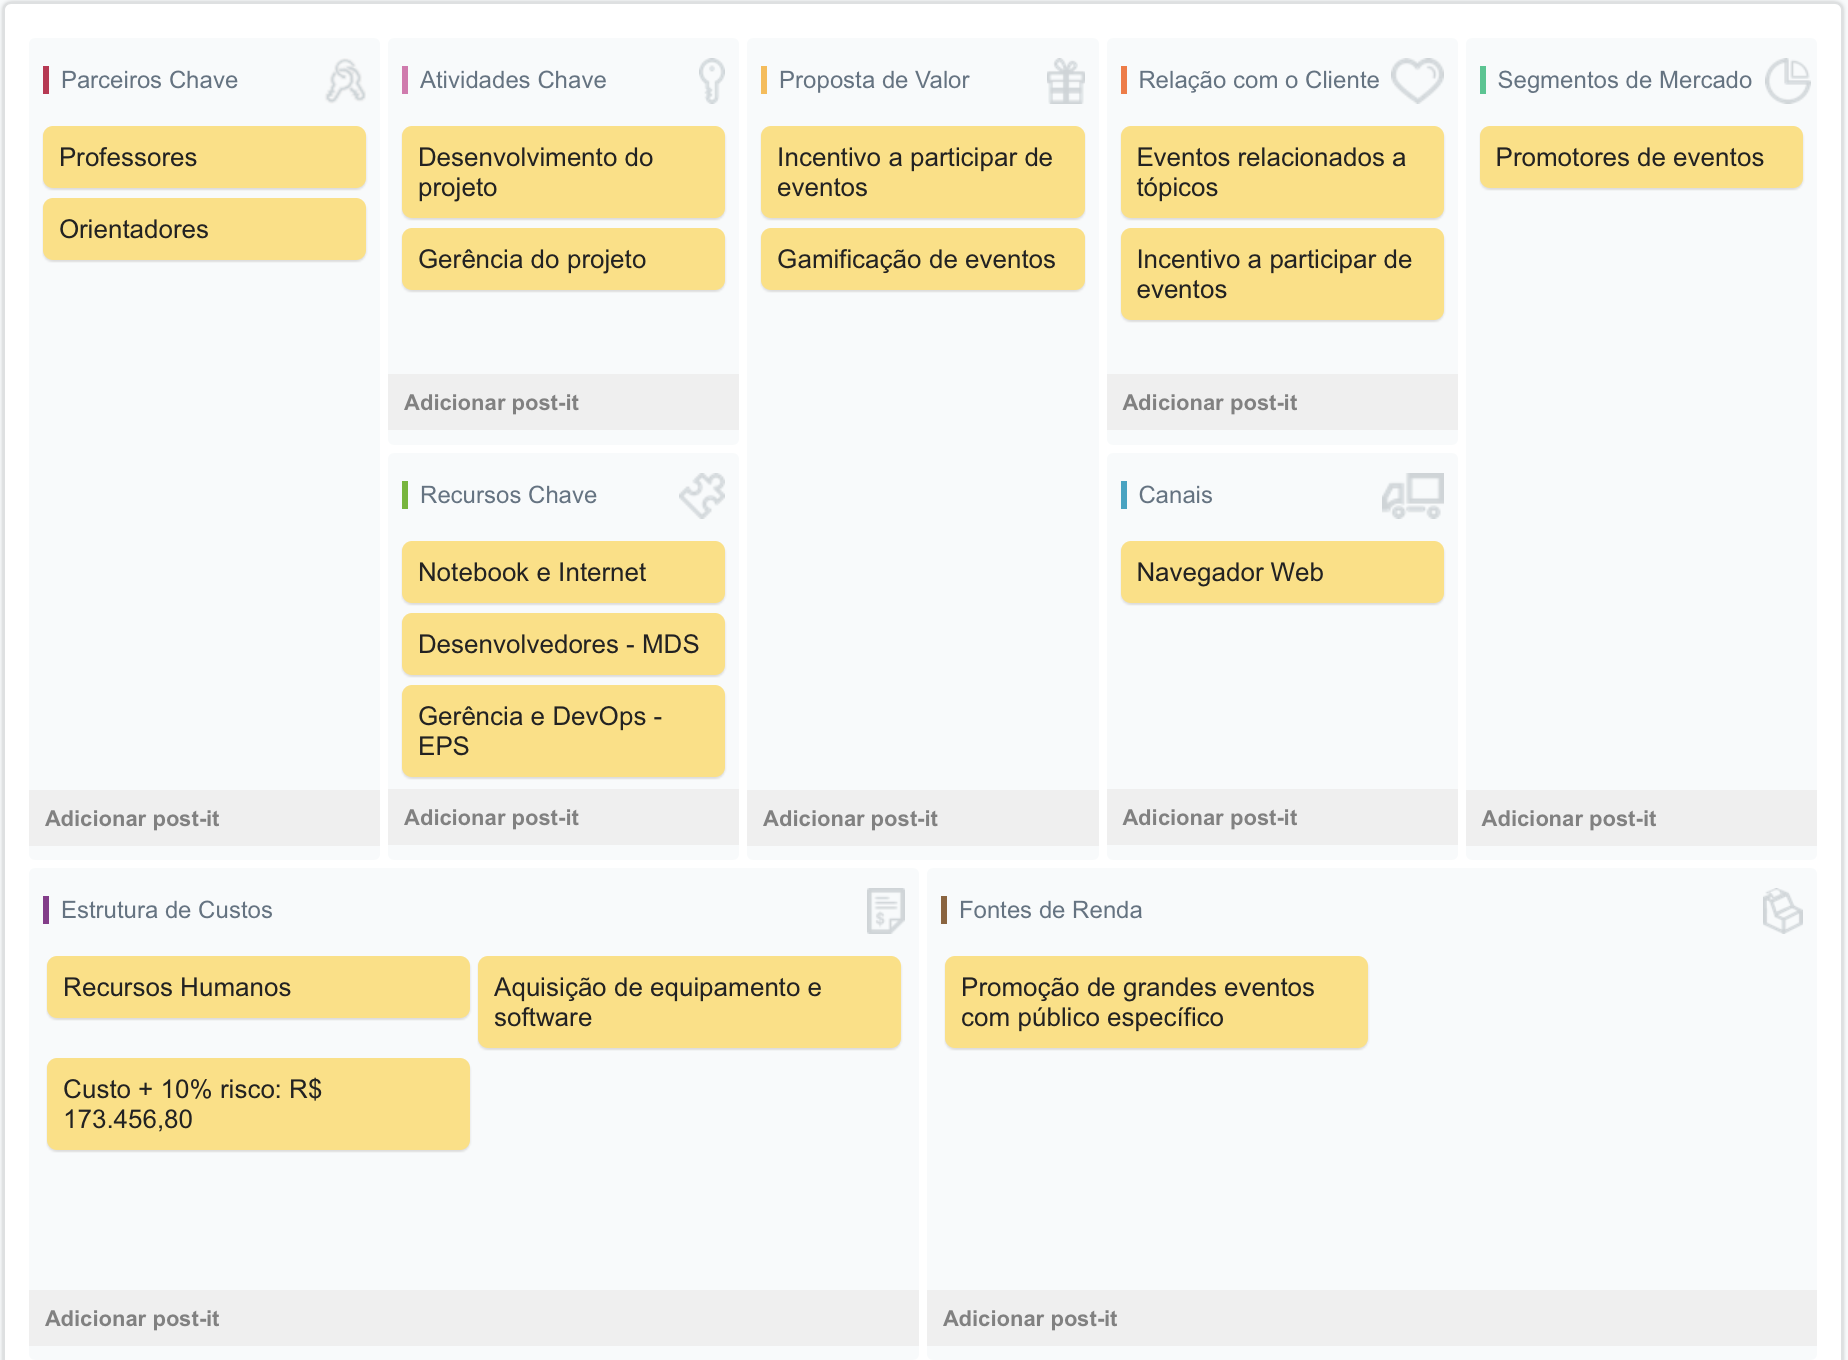 Parceiros Chave
Professores
Orientadores
Adicionar post-it
Atividades Chave
Desenvolvimento do
projeto
Gerência do projeto
Adicionar post-it
Recursos Chave
Notebook e Internet
Desenvolvedores - MDS
Gerência e DevOps -
EPS
Adicionar post-it
Proposta de Valor
Incentivo a participar de
eventos
Gamificação de eventos
Adicionar post-it
Relação com o Cliente
Eventos relacionados a
tópicos
Incentivo a participar de
eventos
Adicionar post-it
Canais
Navegador Web
Adicionar post-it
Segmentos de Mercado
Promotores de eventos
Adicionar post-it
Estrutura de Custos
$
Recursos Humanos
Aquisição de equipamento e
software
Custo + 10% risco: R$
173.456,80
Adicionar post-it
Fontes de Renda
Promoção de grandes eventos
com público específico
Adicionar post-it